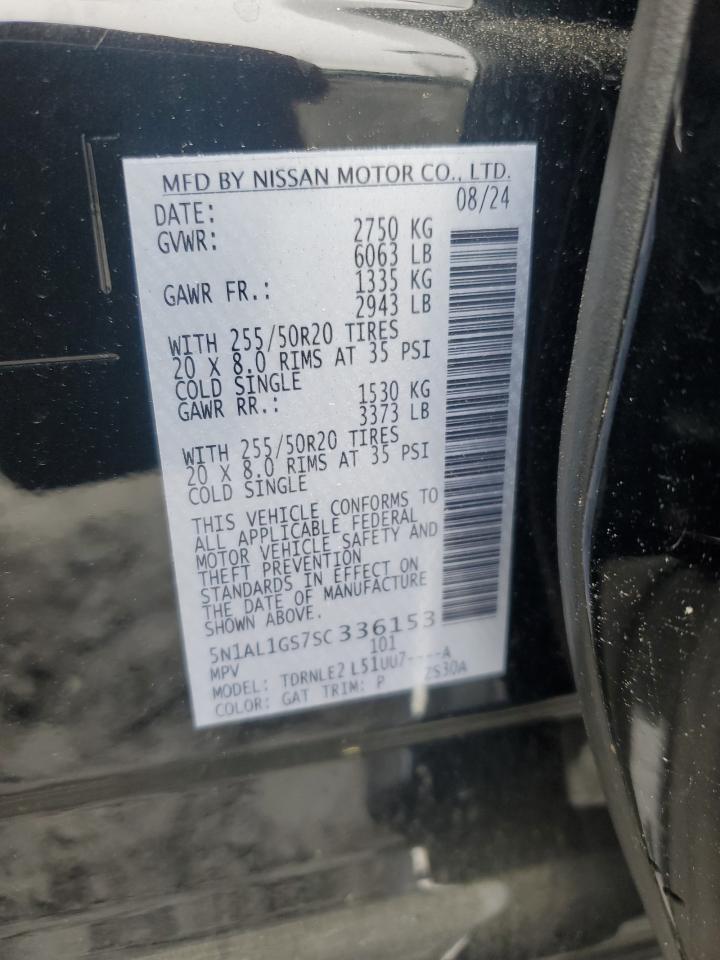 MFD BY NISSAN MOTOR CO., LTD.
DATE: 08/24
GVWR: 2750 KG
6063 LB
GAWR FR.: 1335 KG
2943 LB
WITH 255/50R20 TIRES
20 X 8.0 RIMS AT 35 PSI
COLD SINGLE
GAWR RR.: 1530 KG
3373 LB
WITH 255/50R20 TIRES
20 X 8.0 RIMS AT 35 PSI
COLD SINGLE
THIS VEHICLE CONFORMS TO
ALL APPLICABLE FEDERAL
MOTOR VEHICLE SAFETY AND
THEFT PREVENTION
STANDARDS IN EFFECT ON
THE DATE OF MANUFACTURE
SHOWN ABOVE.
5N1AL1GS7SC336153
MPV 101
MODEL: TDRNLE2 L51UU7----A
COLOR: GAT TRIM: P ZS30A